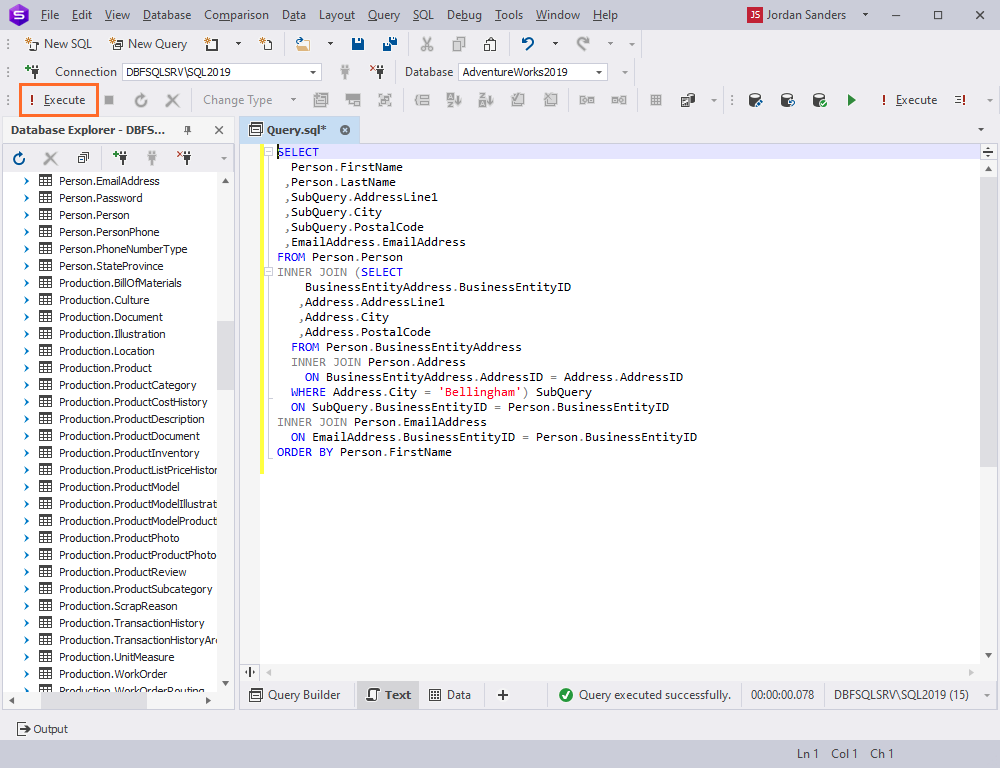 S File Edit View Database Comparison Data Layout Query SQL Debug Tools Window Help JS Jordan Sanders
New SQL New Query
Connection DBFSQLSRV\SQL2019 Database AdventureWorks2019
! Execute Change Type ! Execute
Database Explorer - DBFS...
Query.sql*
Person.EmailAddress
Person.Password
Person.Person
Person.PersonPhone
Person.PhoneNumberType
Person.StateProvince
Production.BillOfMaterials
Production.Culture
Production.Document
Production.Illustration
Production.Location
Production.Product
Production.ProductCategory
Production.ProductCostHistory
Production.ProductDescription
Production.ProductDocument
Production.ProductInventory
Production.ProductListPriceHistor
Production.ProductModel
Production.ProductModelIllustrat
Production.ProductModelProduct
Production.ProductPhoto
Production.ProductProductPhoto
Production.ProductReview
Production.ProductSubcategory
Production.ScrapReason
Production.TransactionHistory
Production.TransactionHistoryAr
Production.UnitMeasure
Production.WorkOrder
Production.WorkOrderRouting
SELECT
Person.FirstName
,Person.LastName
,SubQuery.AddressLine1
,SubQuery.City
,SubQuery.PostalCode
,EmailAddress.EmailAddress
FROM Person.Person
INNER JOIN (SELECT
BusinessEntityAddress.BusinessEntityID
,Address.AddressLine1
,Address.City
,Address.PostalCode
FROM Person.BusinessEntityAddress
INNER JOIN Person.Address
ON BusinessEntityAddress.AddressID = Address.AddressID
WHERE Address.City = 'Bellingham') SubQuery
ON SubQuery.BusinessEntityID = Person.BusinessEntityID
INNER JOIN Person.EmailAddress
ON EmailAddress.BusinessEntityID = Person.BusinessEntityID
ORDER BY Person.FirstName
Query Builder Text Data + Query executed successfully. 00:00:00.078 DBFSQLSRV\SQL2019 (15)
Output
Ln 1 Col 1 Ch 1